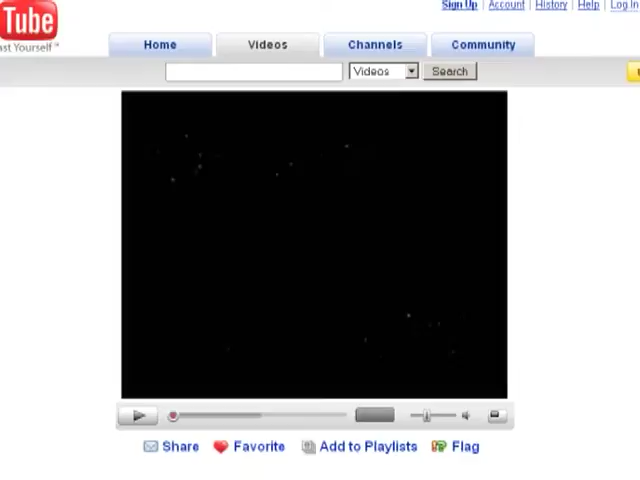 Tube
ast Yourself™
Sign Up | Account | History | Help | Log In
Home Videos Channels Community
Videos Search
Share Favorite Add to Playlists Flag